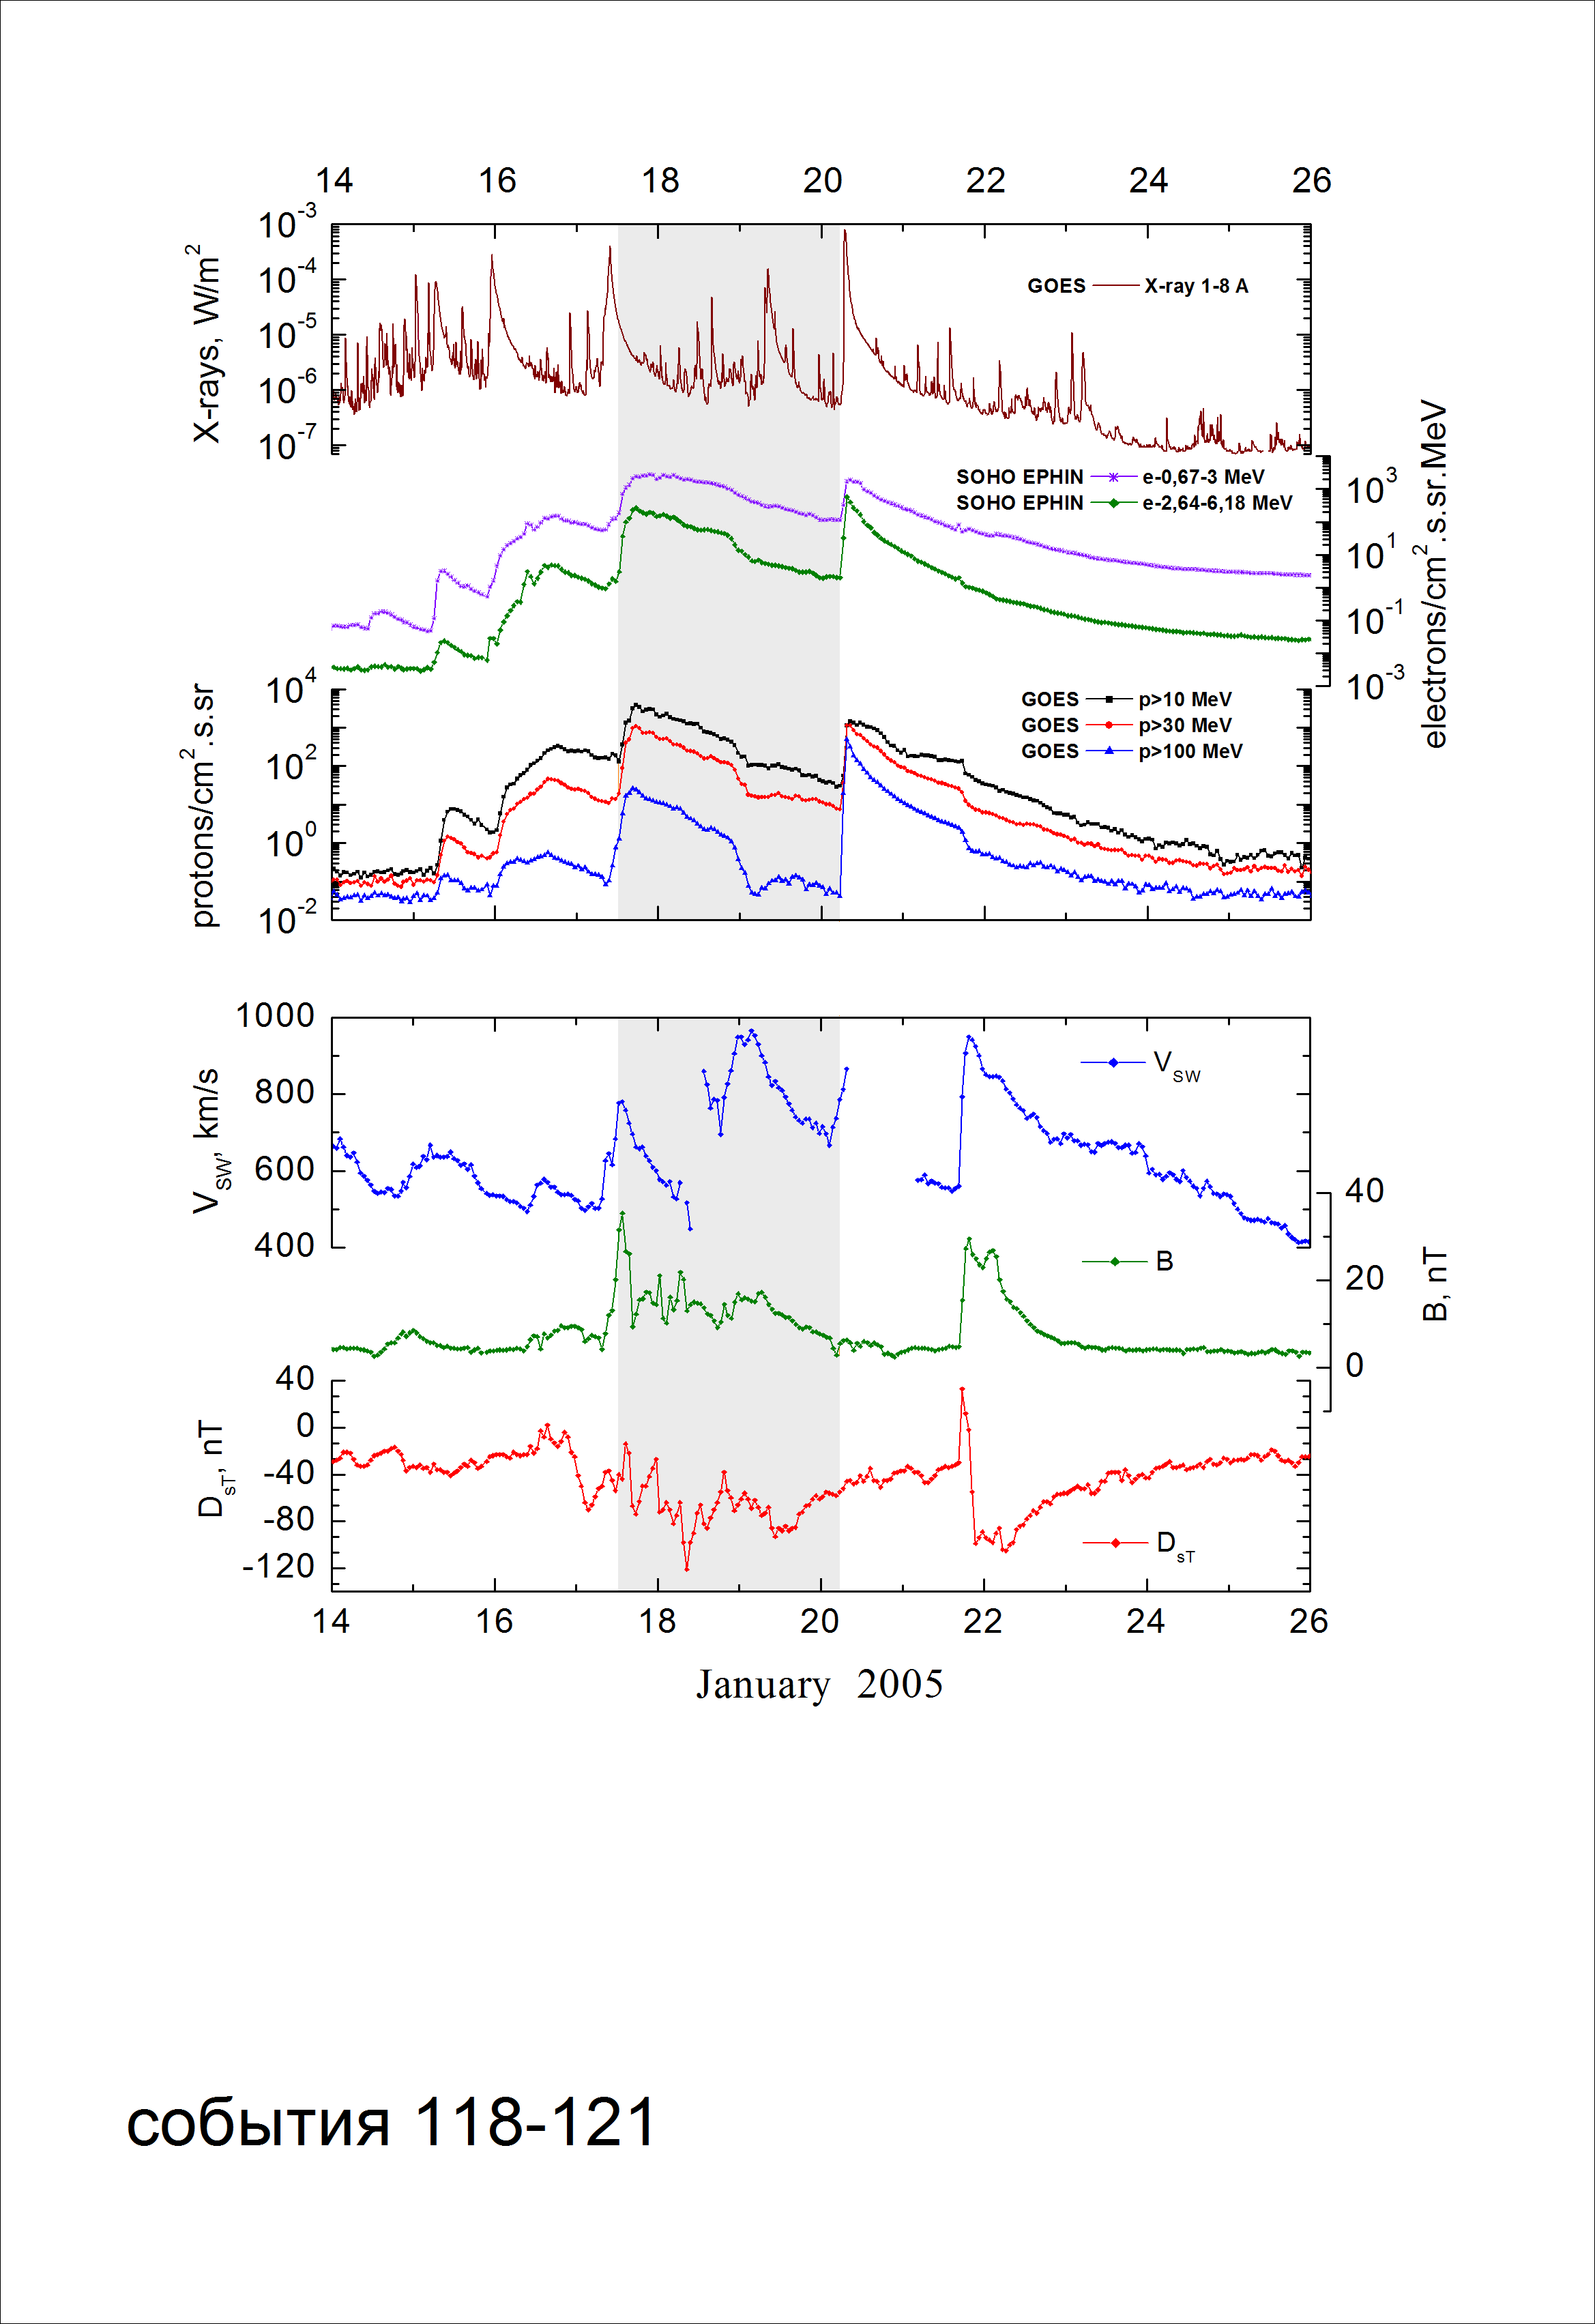 14 16 18 20 22 24 26
X-rays, W/m²
10⁻³
10⁻⁴
10⁻⁵
10⁻⁶
10⁻⁷
GOES X-ray 1-8 A
SOHO EPHIN e-0,67-3 MeV
SOHO EPHIN e-2,64-6,18 MeV
electrons/cm².s.sr.MeV
10³
10¹
10⁻¹
10⁻³
protons/cm².s.sr
10⁴
10²
10⁰
10⁻²
GOES p>10 MeV
GOES p>30 MeV
GOES p>100 MeV
V_SW, km/s
1000
800
600
400
V_SW
B
B, nT
40
20
0
D_sT, nT
40
0
-40
-80
-120
D_sT
14 16 18 20 22 24 26
January 2005
события 118-121